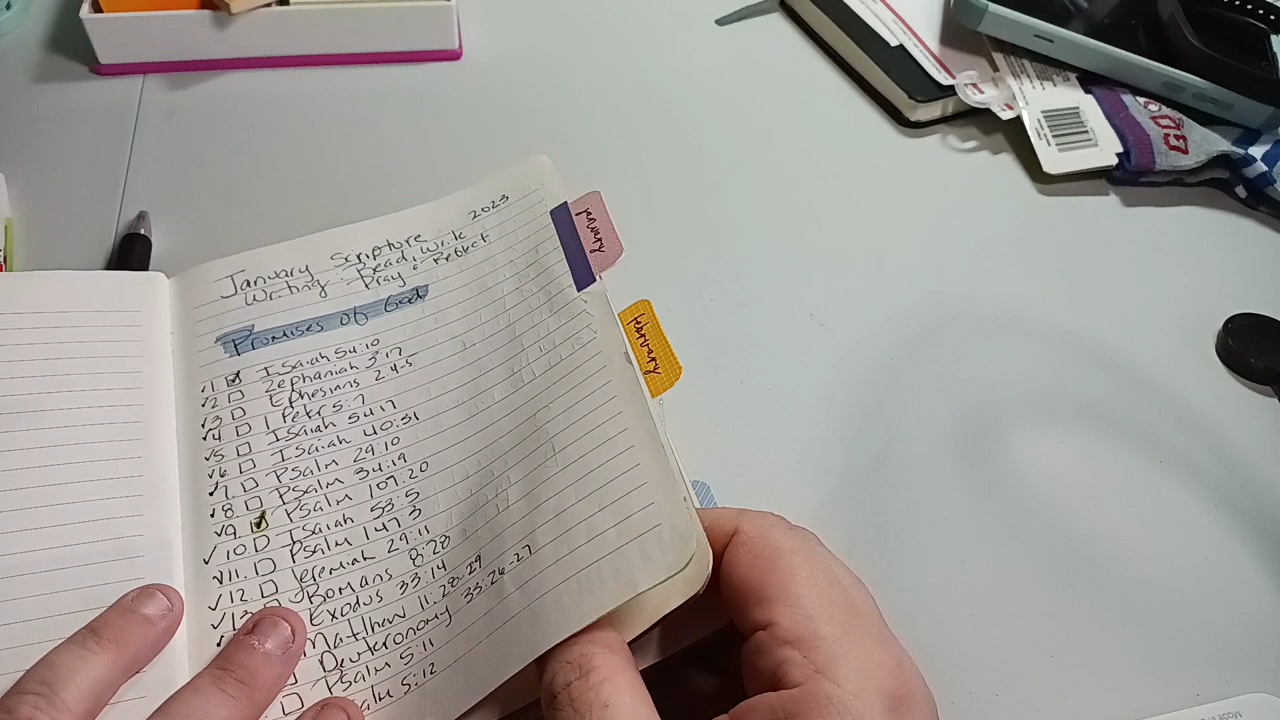 2023
January Scripture
Writing: Read, Write
Pray & Reflect
Promises of God
✓1. ☑ Isaiah 54:10
✓2 ☐ Zephaniah 3:17
✓3 ☐ Ephesians 2:4-5
✓4. ☐ 1 Peter 5:7
✓5. ☐ Isaiah 54:17
✓6. ☐ Isaiah 40:31
✓7. ☐ Psalm 29:10
✓8. ☐ Psalm 34:19
✓9. ☑ Psalm 107:20
✓10. ☐ Isaiah 53:5
✓11. ☐ Psalm 147:3
✓12. ☐ Jeremiah 29:11
✓13. Romans 8:28
Exodus 33:14
Matthew 11:28-29
Deuteronomy 33:26-27
☐ Psalm 5:11
☐ alm 5:12
january
february